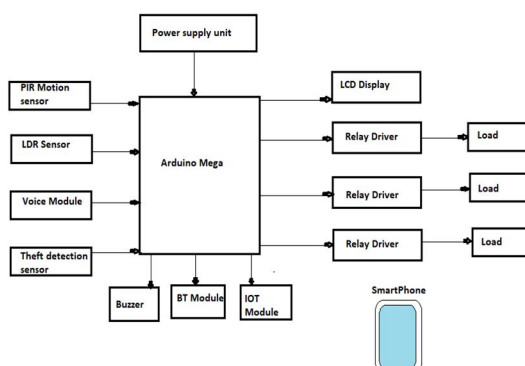 Power supply unit
PIR Motion
sensor
LCD Display
LDR Sensor
Arduino Mega
Relay Driver
Load
Voice Module
Relay Driver
Load
Theft detection
sensor
Relay Driver
Load
Buzzer
BT Module
IOT
Module
SmartPhone